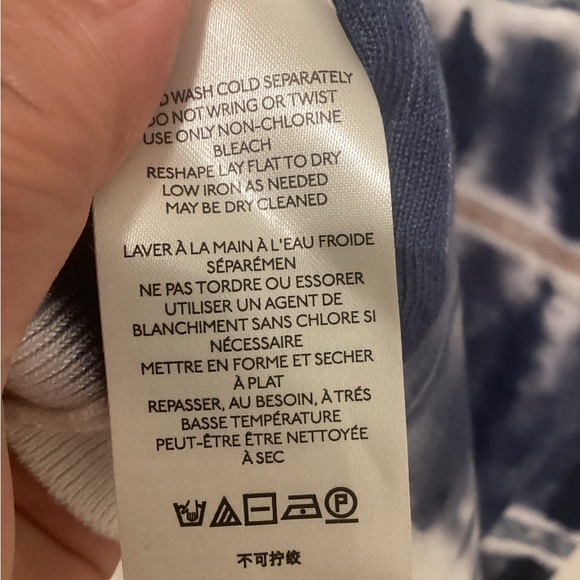 WASH COLD SEPARATELY
DO NOT WRING OR TWIST
USE ONLY NON-CHLORINE
BLEACH
RESHAPE LAY FLAT TO DRY
LOW IRON AS NEEDED
MAY BE DRY CLEANED
LAVER À LA MAIN À L'EAU FROIDE
SÉPARÉMEN
NE PAS TORDRE OU ESSORER
UTILISER UN AGENT DE
BLANCHIMENT SANS CHLORE SI
NÉCESSAIRE
METTRE EN FORME ET SECHER
À PLAT
REPASSER, AU BESOIN, À TRÉS
BASSE TEMPÉRATURE
PEUT-ÊTRE ÊTRE NETTOYÉE
À SEC
P
不可拧绞